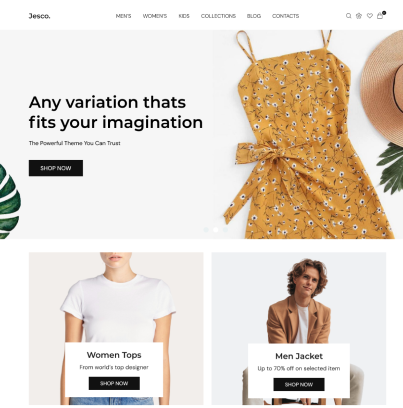 Jesco.
MEN'S
WOMEN'S
KIDS
COLLECTIONS
BLOG
CONTACTS
Any variation thats
fits your imagination
The Powerful Theme You Can Trust
SHOP NOW
Women Tops
From world's top designer
SHOP NOW
Men Jacket
Up to 70% off on selected item
SHOP NOW